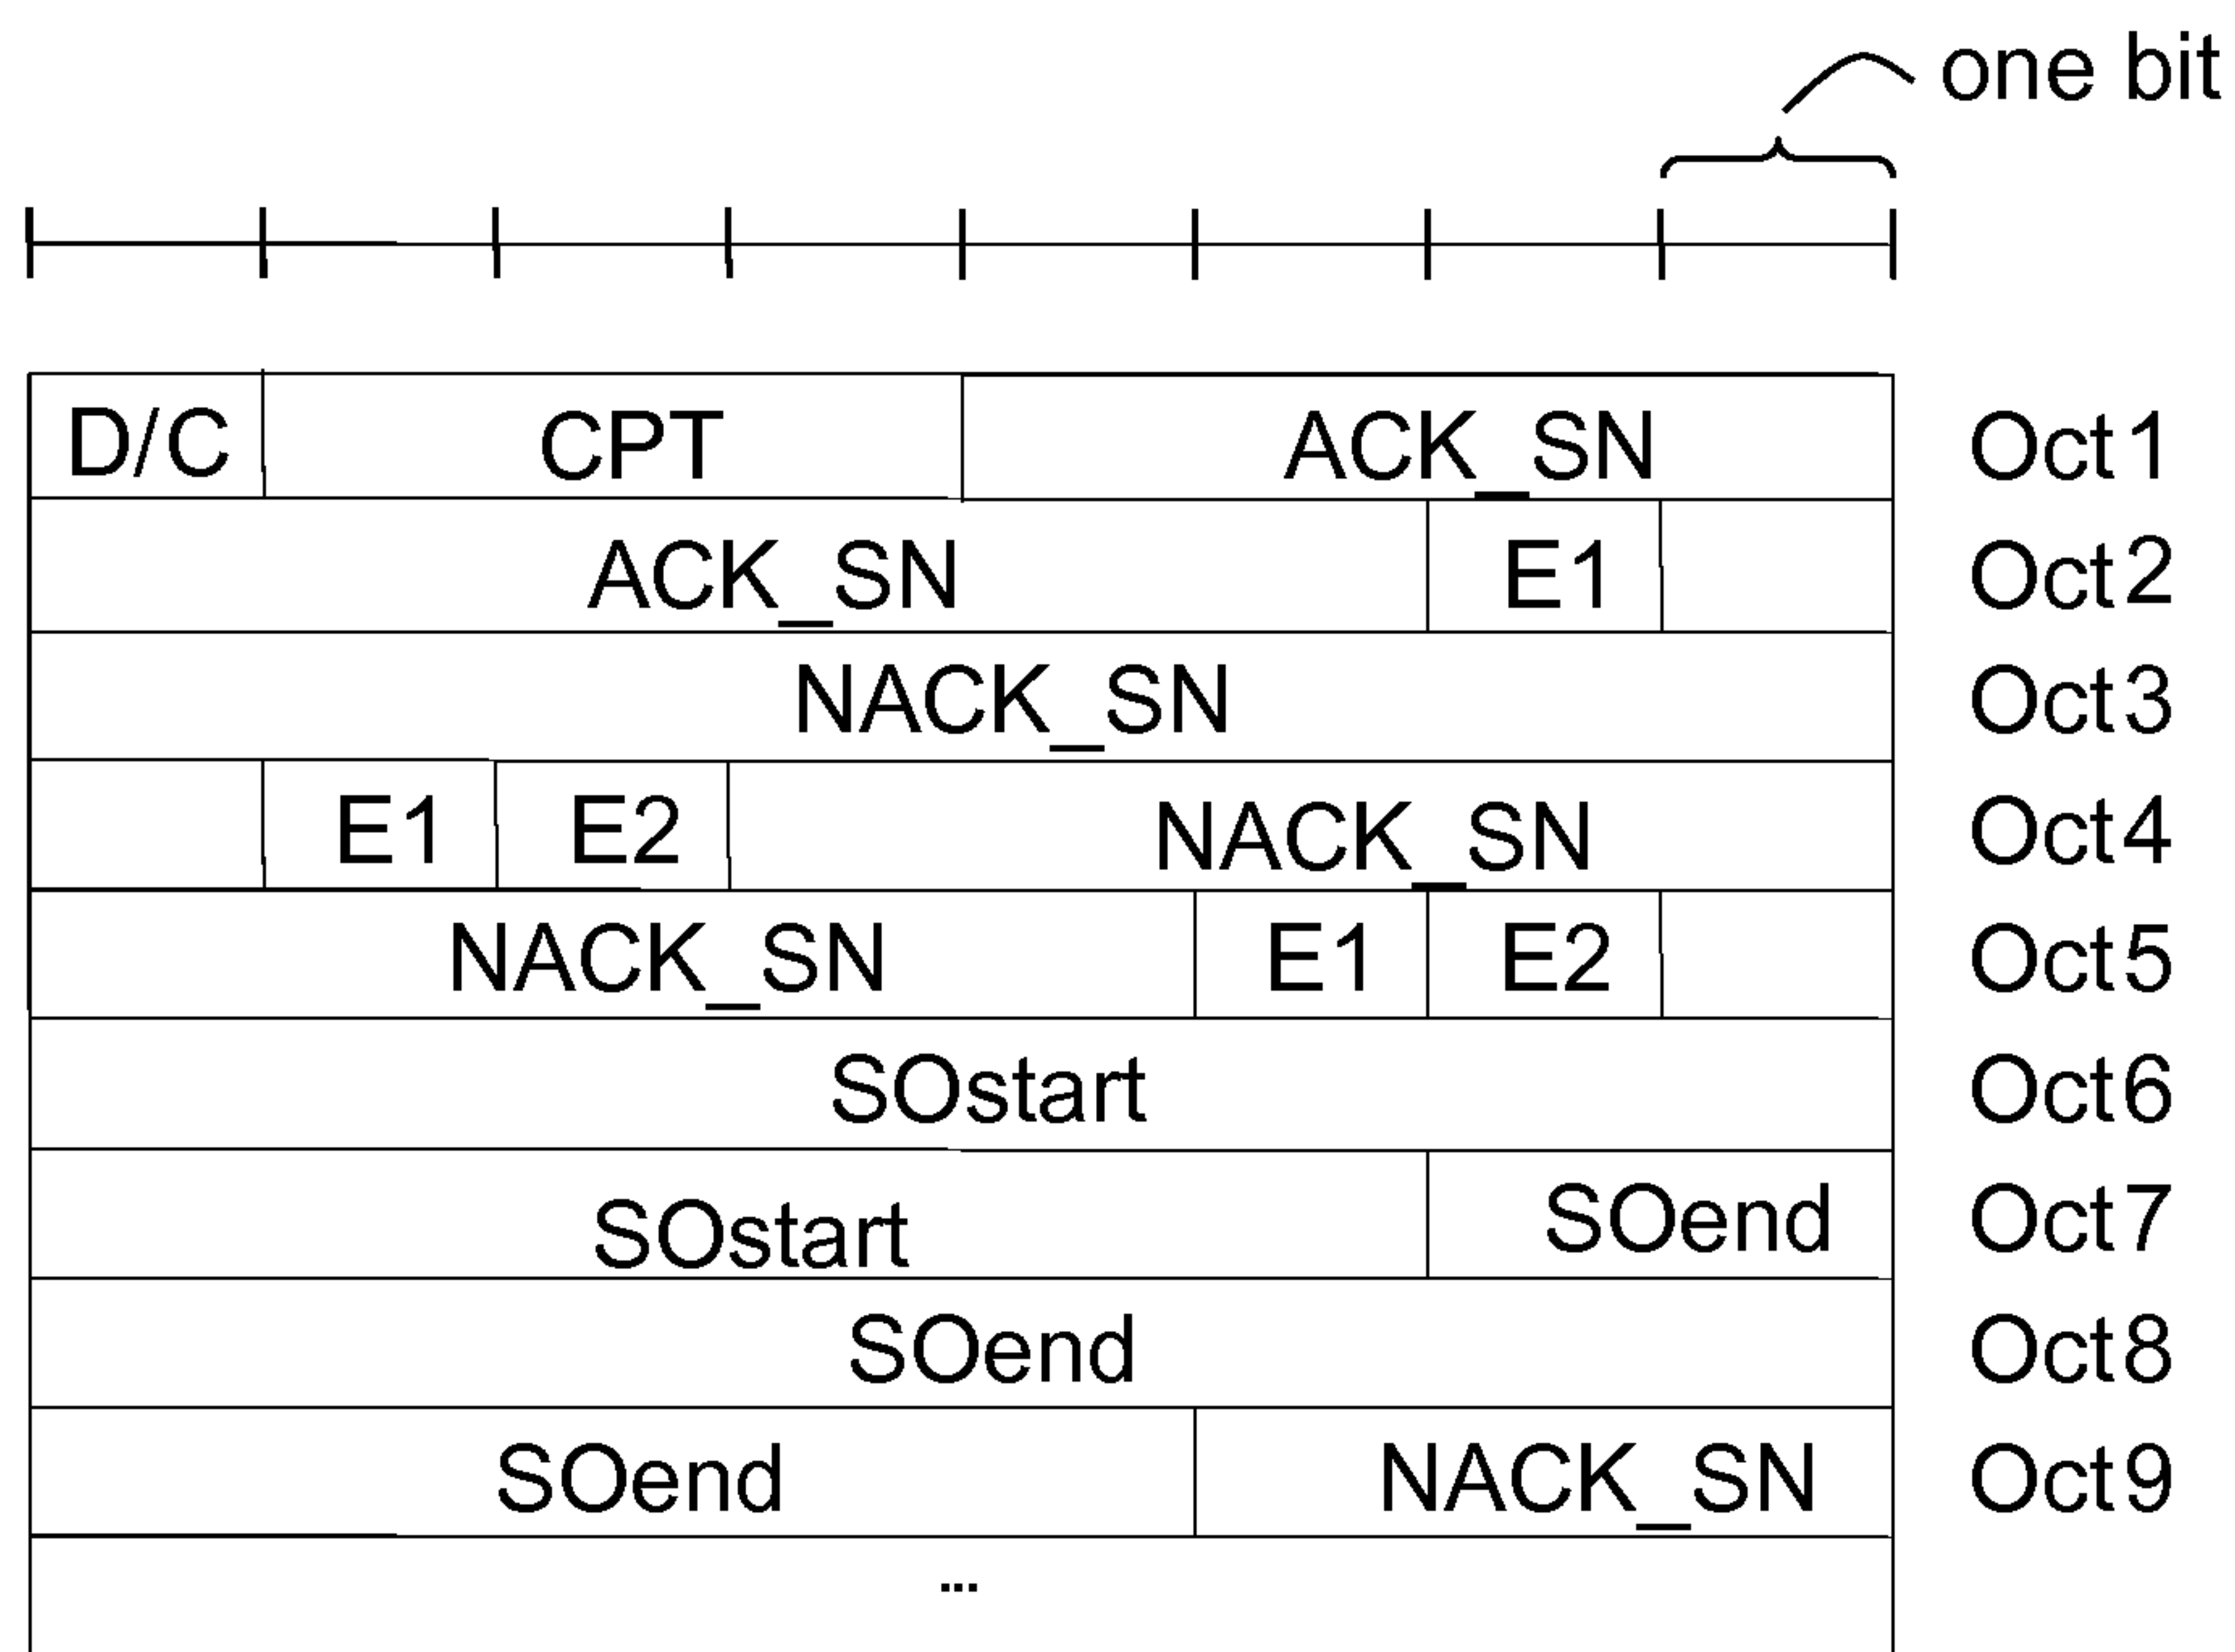 one bit
D/C CPT ACK_SN Oct1
ACK_SN E1 Oct2
NACK_SN Oct3
E1 E2 NACK_SN Oct4
NACK_SN E1 E2 Oct5
SOstart Oct6
SOstart SOend Oct7
SOend Oct8
SOend NACK_SN Oct9
...